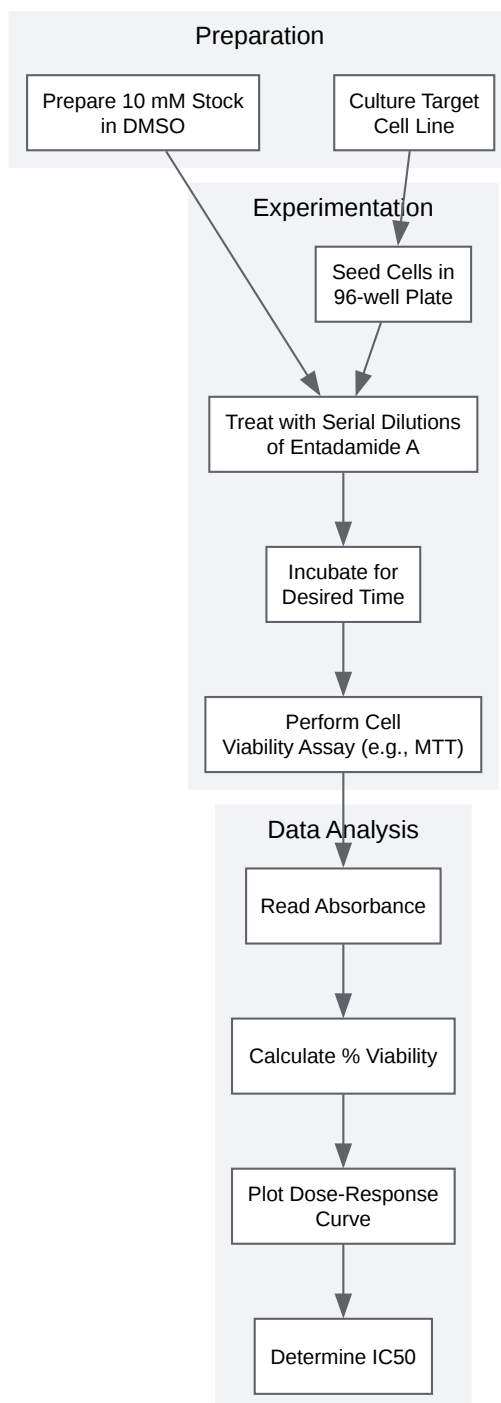 Preparation
Prepare 10 mM Stock
in DMSO
Culture Target
Cell Line
Experimentation
Seed Cells in
96-well Plate
Treat with Serial Dilutions
of Entadamide A
Incubate for
Desired Time
Perform Cell
Viability Assay (e.g., MTT)
Data Analysis
Read Absorbance
Calculate % Viability
Plot Dose-Response
Curve
Determine IC50